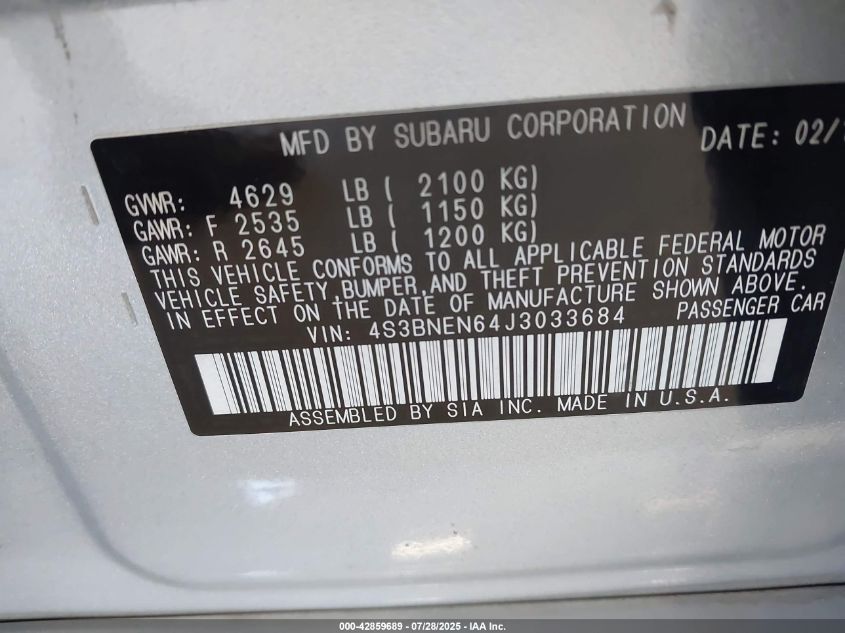 MFD BY SUBARU CORPORATION DATE: 02/
GVWR: 4629 LB ( 2100 KG)
GAWR: F 2535 LB ( 1150 KG)
GAWR: R 2645 LB ( 1200 KG)
THIS VEHICLE CONFORMS TO ALL APPLICABLE FEDERAL MOTOR
VEHICLE SAFETY,BUMPER,AND THEFT PREVENTION STANDARDS
IN EFFECT ON THE DATE OF MANUFACTURE SHOWN ABOVE.
VIN: 4S3BNEN64J3033684 PASSENGER CAR
ASSEMBLED BY SIA INC. MADE IN U.S.A.
000-42859689 - 07/28/2025 - IAA Inc.